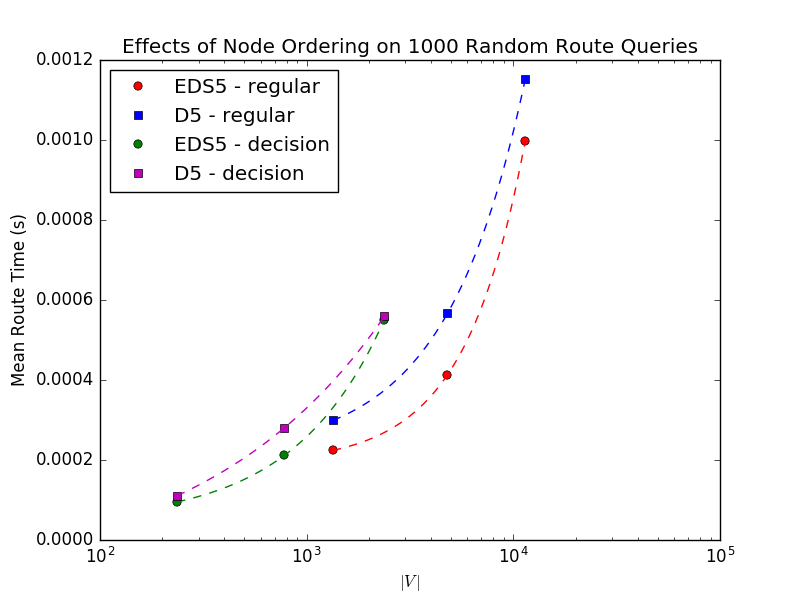 Effects of Node Ordering on 1000 Random Route Queries
0.0012
0.0010
0.0008
0.0006
0.0004
0.0002
0.0000
Mean Route Time (s)
EDS5 - regular
D5 - regular
EDS5 - decision
D5 - decision
10² 10³ 10⁴ 10⁵
|V|